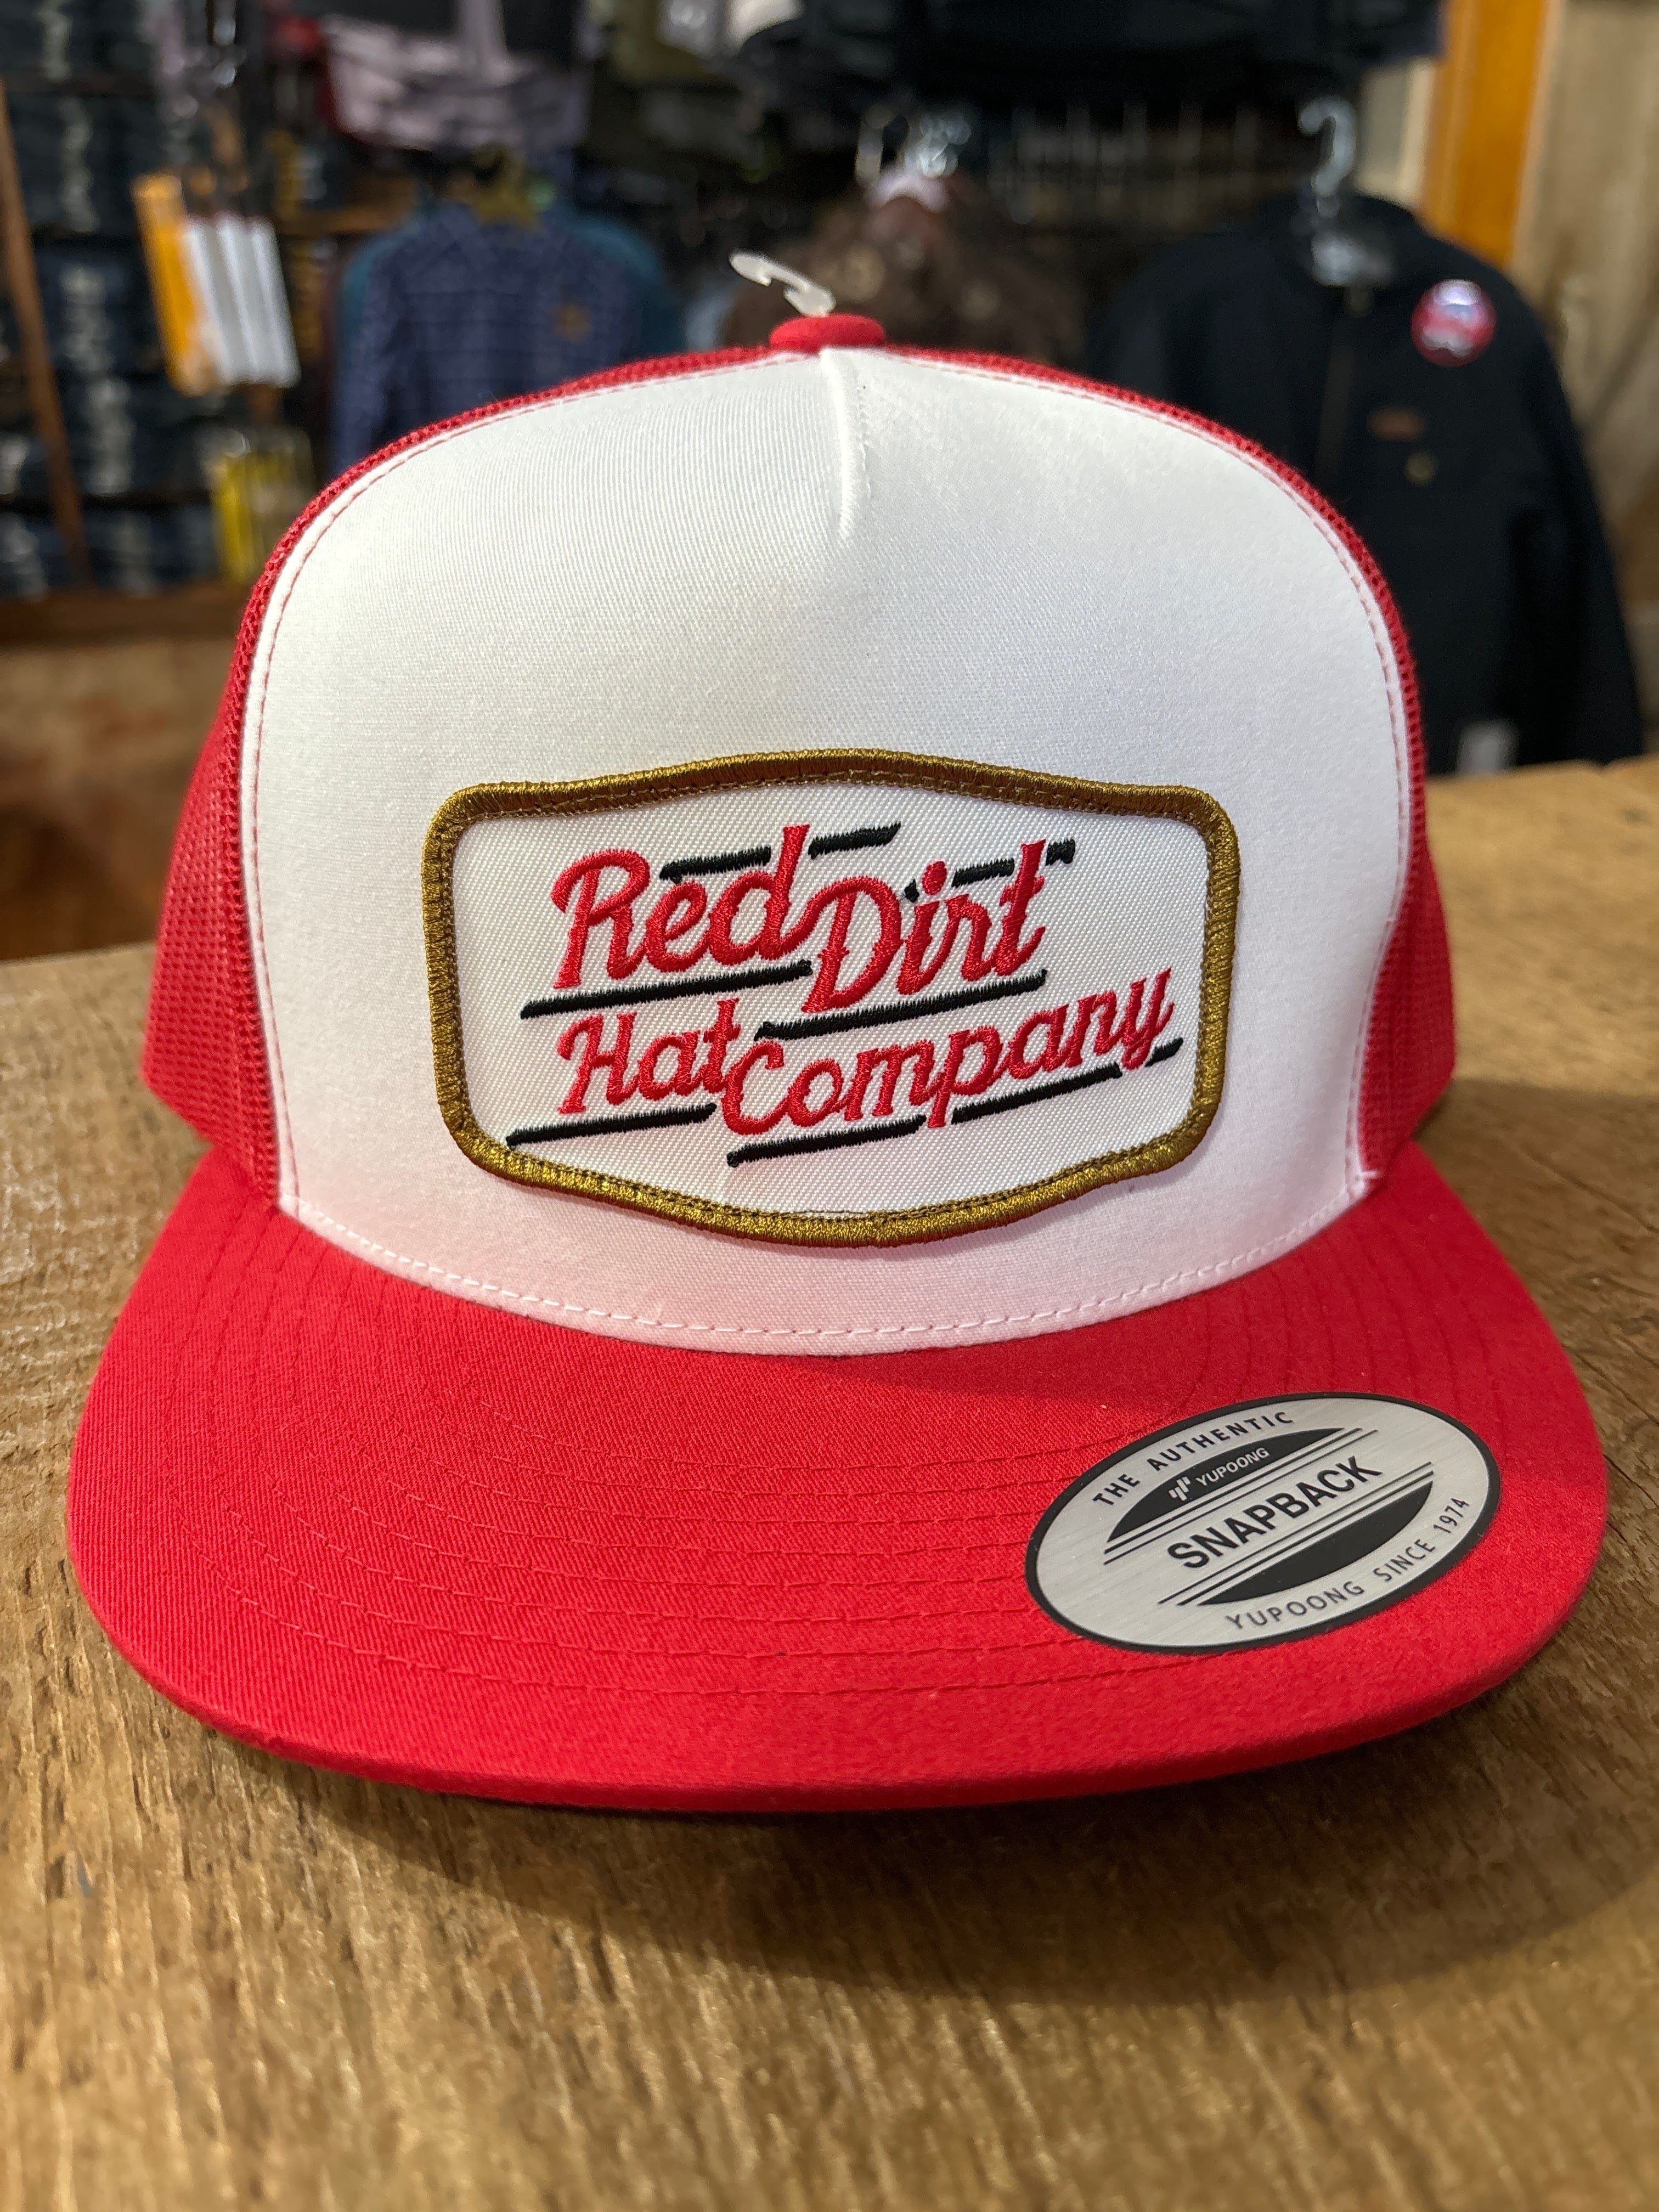 Red Dirt
Hat Company
THE AUTHENTIC
YUPOONG
SNAPBACK
YUPOONG SINCE 1974